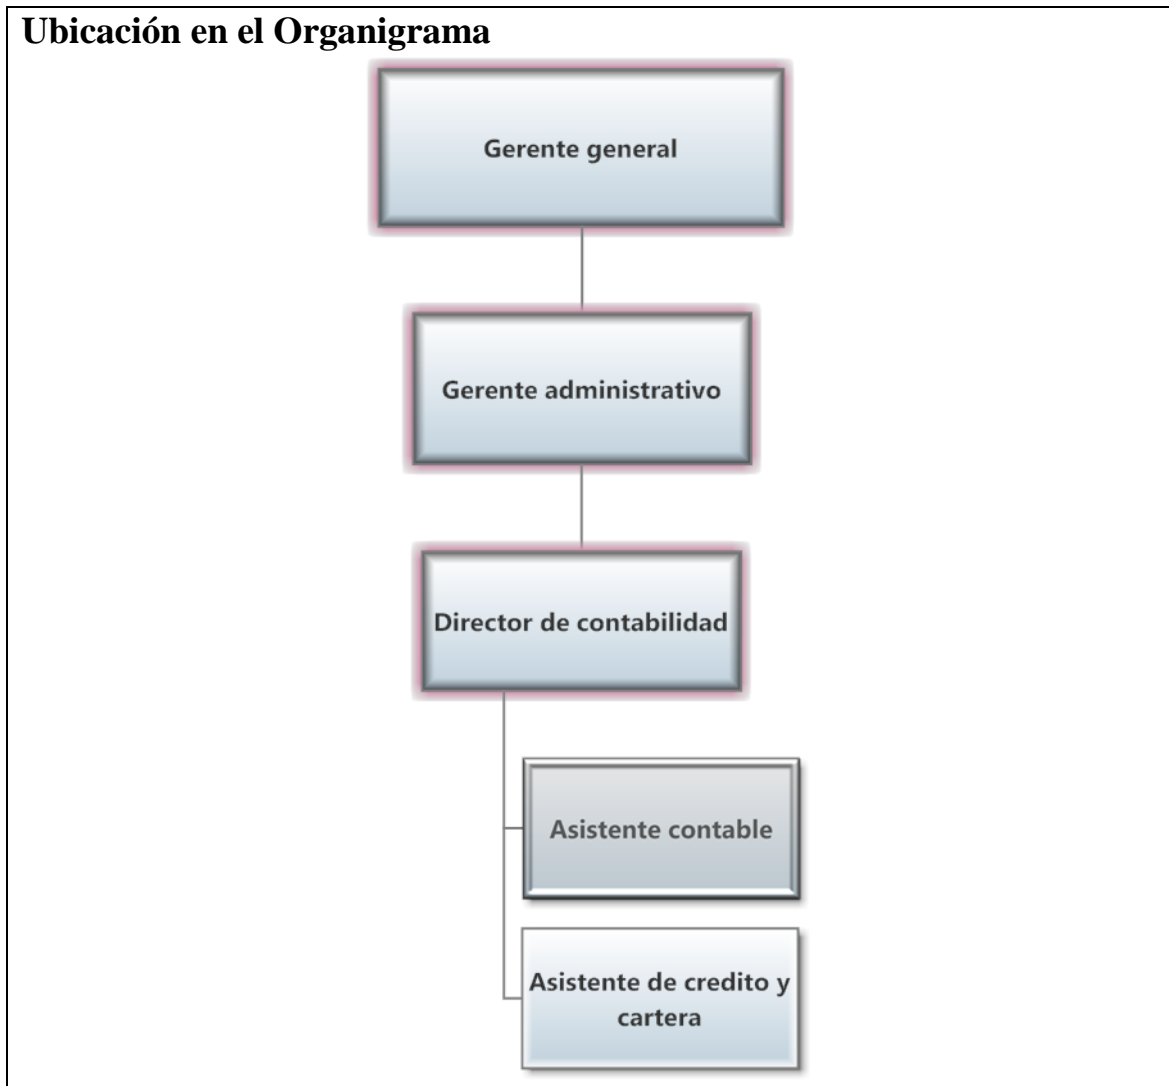 Ubicación en el Organigrama
Gerente general
Gerente administrativo
Director de contabilidad
Asistente contable
Asistente de credito y
cartera